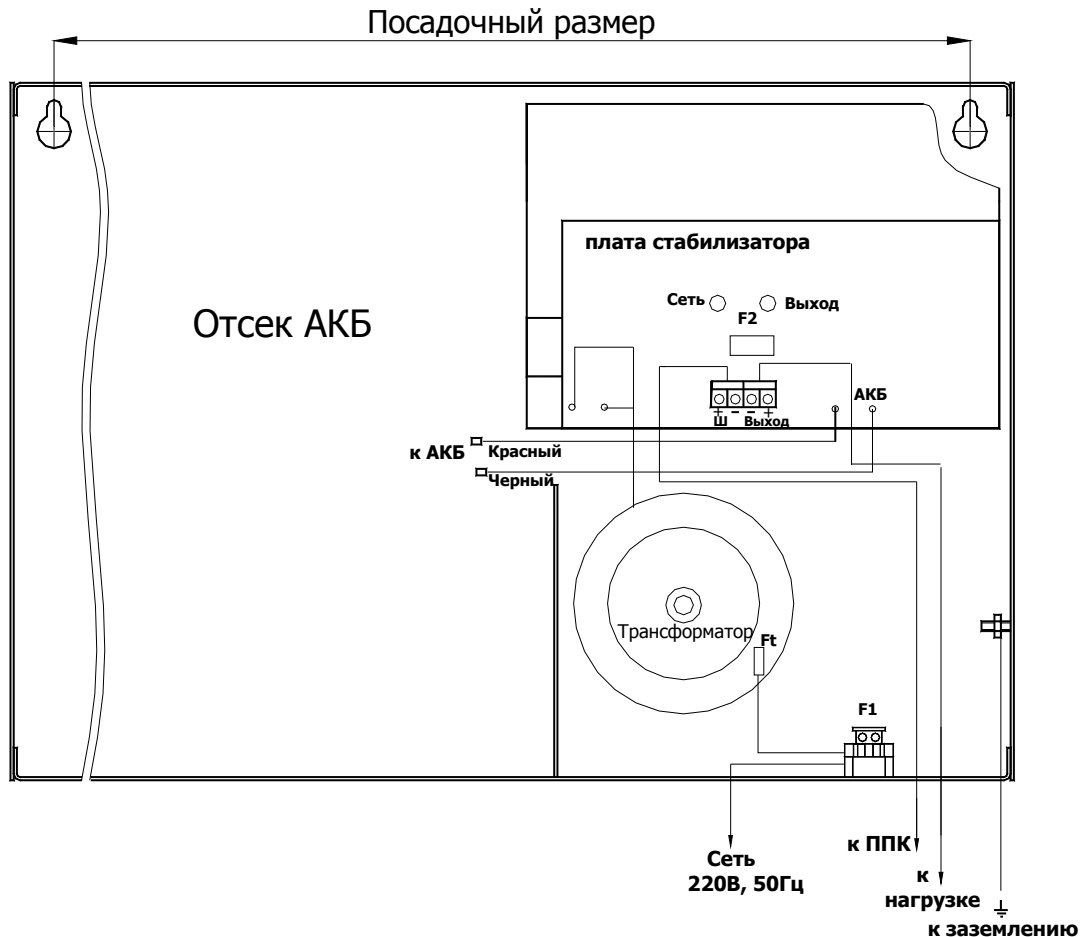 Посадочный размер
плата стабилизатора
Сеть
Выход
F2
Отсек АКБ
АКБ
+ - - +
Ш Выход
к АКБ
Красный
Черный
Трансформатор
Ft
F1
Сеть
220В, 50Гц
к ППК
к
нагрузке
к заземлению